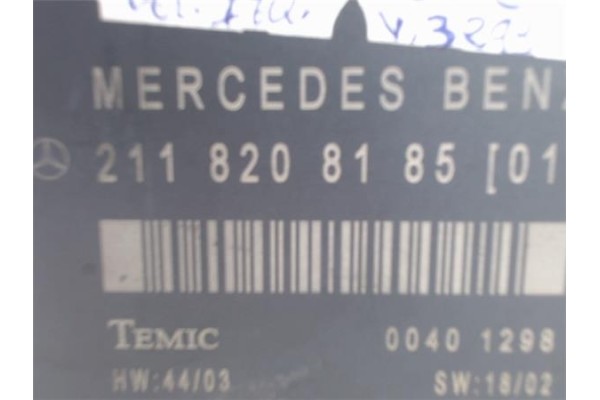 MERCEDES BEN
211 820 81 85 [01
TEMIC 0040 1298
HW:44/03 SW:18/02